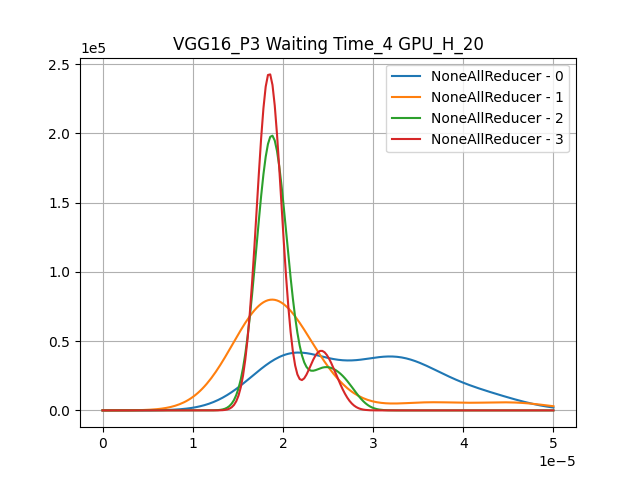 VGG16_P3 Waiting Time_4 GPU_H_20
1e5
2.5
2.0
1.5
1.0
0.5
0.0
NoneAllReducer - 0
NoneAllReducer - 1
NoneAllReducer - 2
NoneAllReducer - 3
0 1 2 3 4 5
1e−5